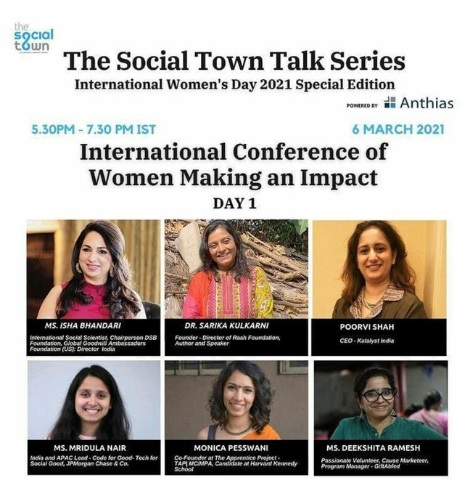 the
social
town
The Social Town Talk Series
International Women's Day 2021 Special Edition
POWERED BY Anthias
5.30PM - 7.30 PM IST
6 MARCH 2021
International Conference of
Women Making an Impact
DAY 1
MS. ISHA BHANDARI
International Social Scientist, Chairperson DSB
Foundation, Global Goodwill Ambassadors
Foundation (US); Director India
DR. SARIKA KULKARNI
Founder - Director of Raah Foundation,
Author and Speaker
POORVI SHAH
CEO - Katalyst India
MS. MRIDULA NAIR
India and APAC Lead - Code for Good- Tech for
Social Good, JPMorgan Chase & Co.
MONICA PESSWANI
Co-Founder at The Apprentice Project -
TAP| MC/MPA, Candidate at Harvard Kennedy
School
MS. DEEKSHITA RAMESH
Passionate Volunteer, Cause Marketeer,
Program Manager - GiftAbled